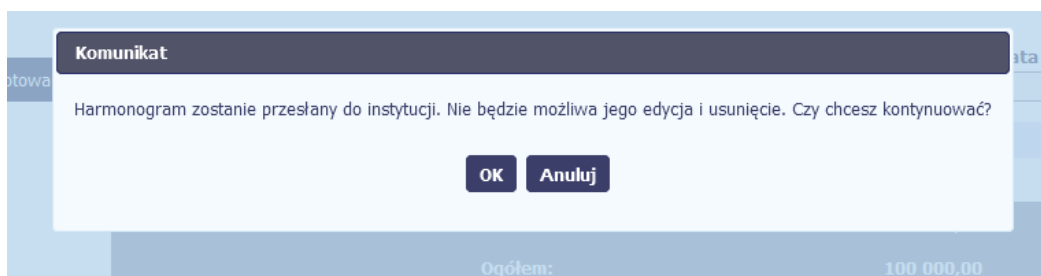 Komunikat
Harmonogram zostanie przesłany do instytucji. Nie będzie możliwa jego edycja i usunięcie. Czy chcesz kontynuować?
OK Anuluj
Ogółem: 100 000,00